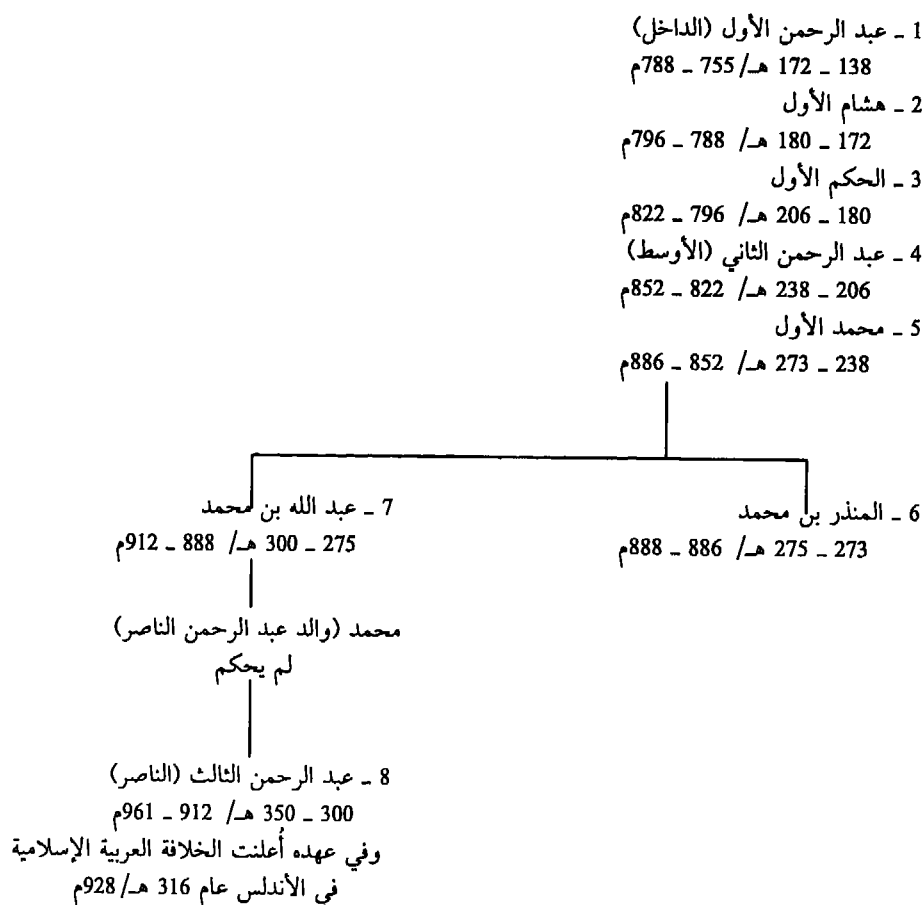 1 ـ عبد الرحمن الأول (الداخل)
138 ـ 172 هـ/ 755 ـ 788م
2 ـ هشام الأول
172 ـ 180 هـ/ 788 ـ 796م
3 ـ الحكم الأول
180 ـ 206 هـ/ 796 ـ 822م
4 ـ عبد الرحمن الثاني (الأوسط)
206 ـ 238 هـ/ 822 ـ 852م
5 ـ محمد الأول
238 ـ 273 هـ/ 852 ـ 886م
6 ـ المنذر بن محمد
273 ـ 275 هـ/ 886 ـ 888م
7 ـ عبد الله بن محمد
275 ـ 300 هـ/ 888 ـ 912م
محمد (والد عبد الرحمن الناصر)
لم يحكم
8 ـ عبد الرحمن الثالث (الناصر)
300 ـ 350 هـ/ 912 ـ 961م
وفي عهده أُعلنت الخلافة العربية الإسلامية
في الأندلس عام 316 هـ/928م